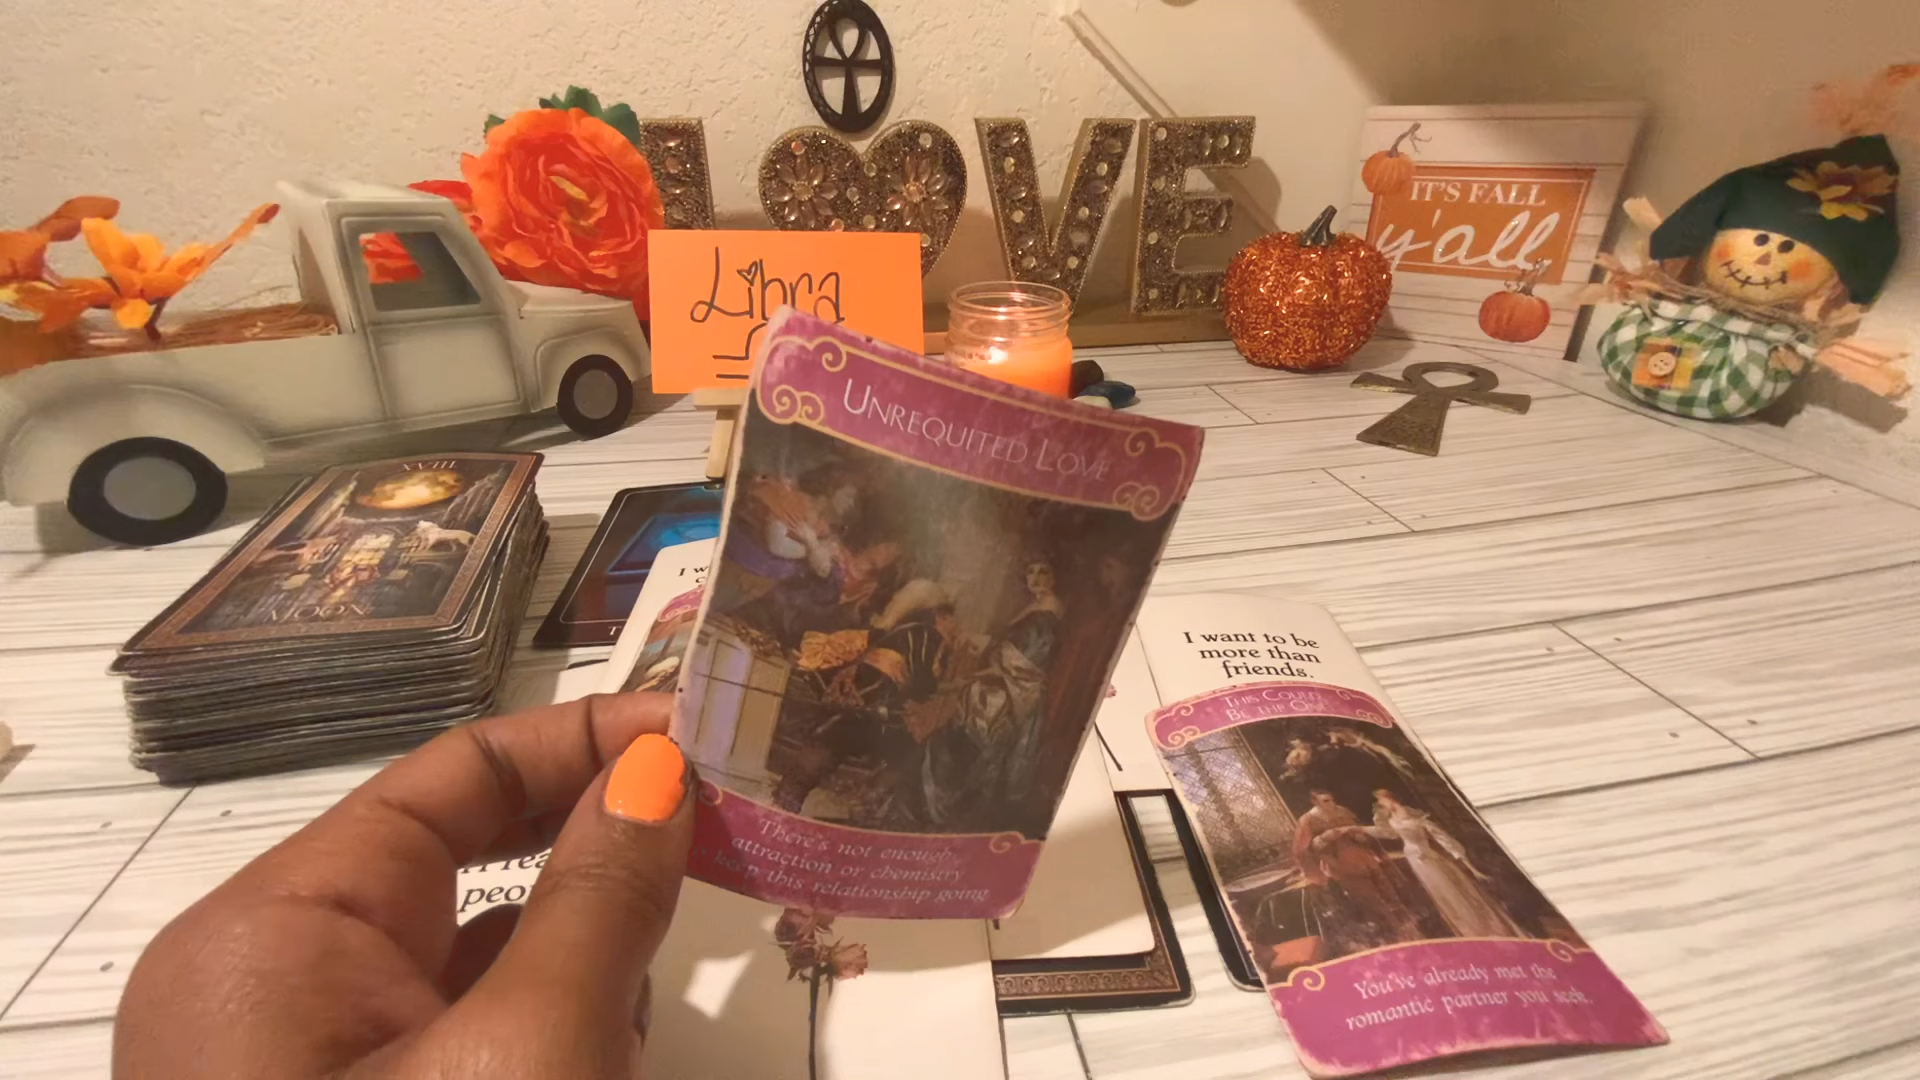 IT'S FALL
y'all
Libra
UNREQUITED LOVE
XVIII
MOON
I w
I want to be
more than
friends.
THIS COULD
BE THE ONE
There's not enough
attraction or chemistry
keep this relationship going
peo
You've already met the
romantic partner you seek.
LOVE